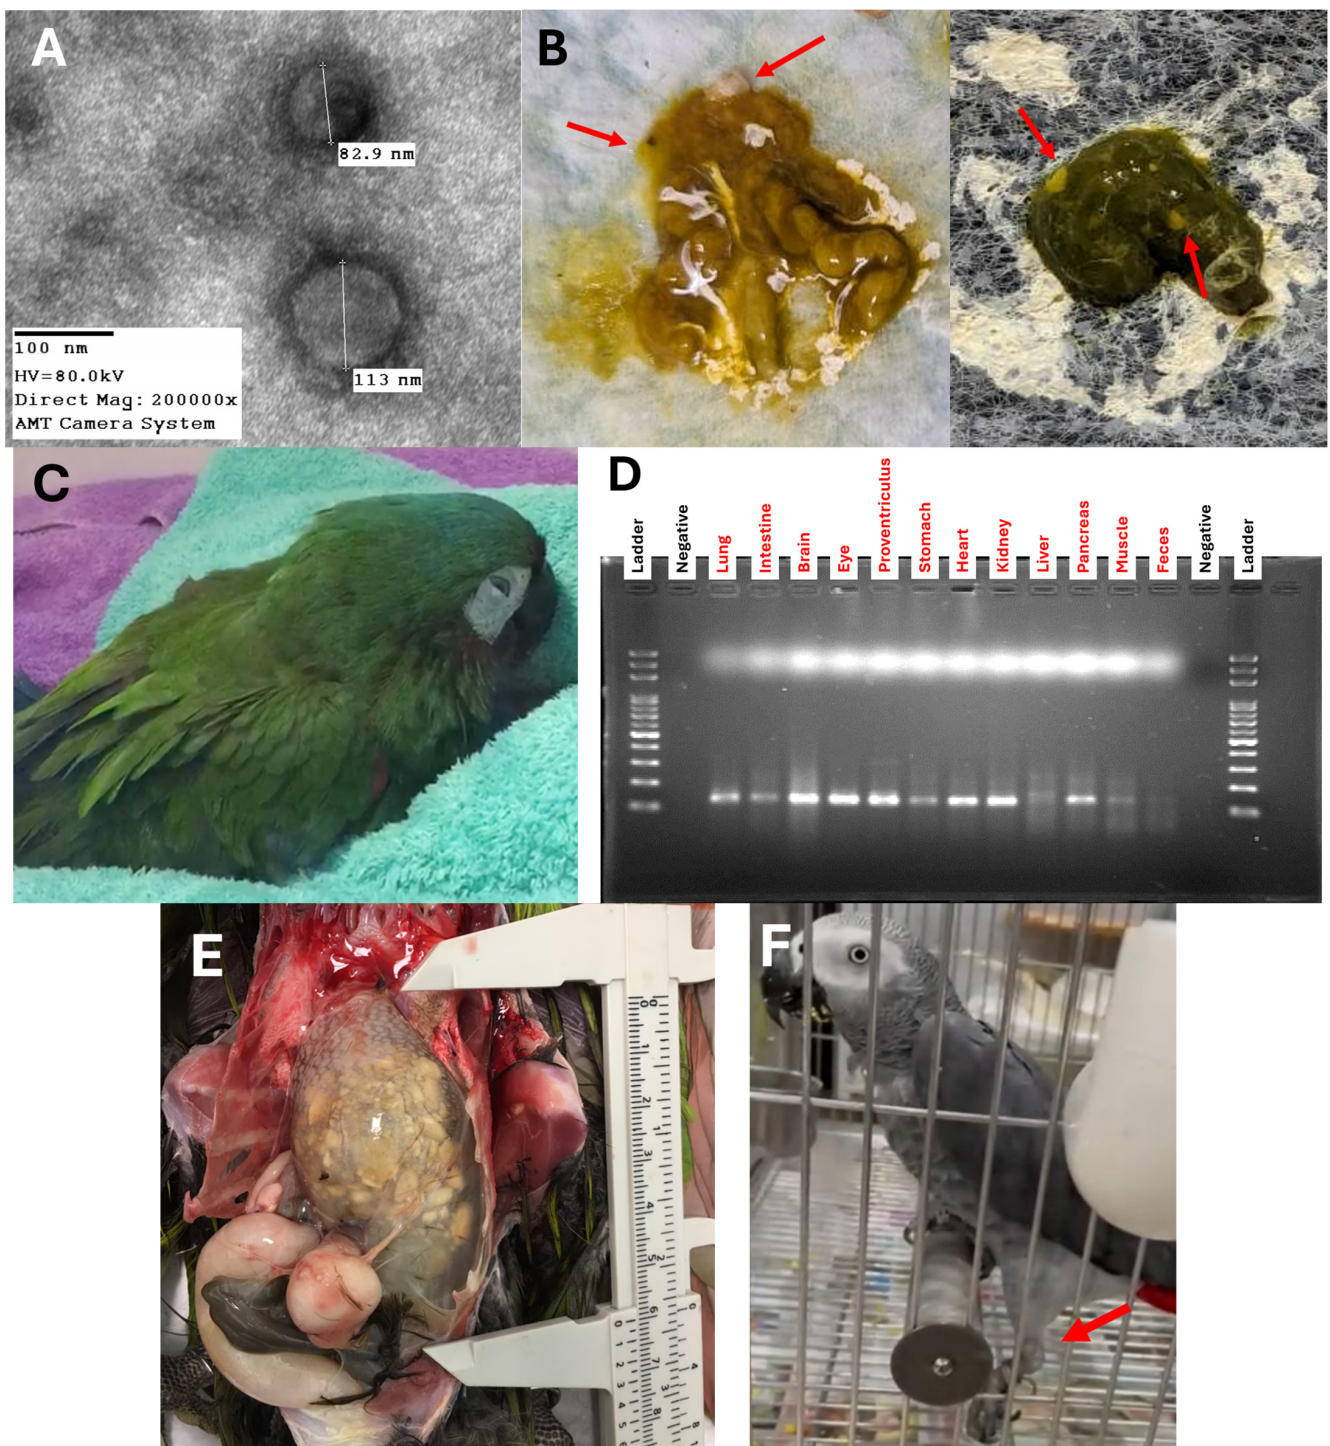 A
82.9 nm
113 nm
100 nm
HV=80.0kV
Direct Mag: 200000x
AMT Camera System
B
C
D
Ladder
Negative
Lung
Intestine
Brain
Eye
Proventriculus
Stomach
Heart
Kidney
Liver
Pancreas
Muscle
Feces
Negative
Ladder
E
F